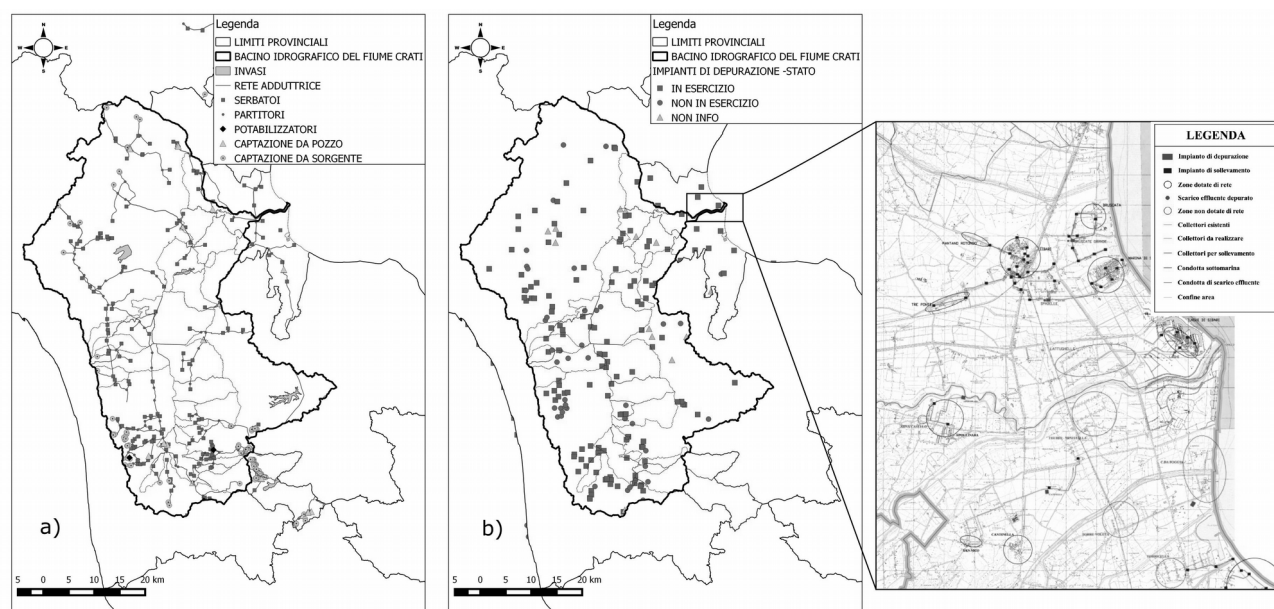 N
W
E
S
Legenda
LIMITI PROVINCIALI
BACINO IDROGRAFICO DEL FIUME CRATI
INVASI
RETE ADDUTTRICE
SERBATOI
PARTITORI
POTABILIZZATORI
CAPTAZIONE DA POZZO
CAPTAZIONE DA SORGENTE
a)
5 0 5 10 15 20 km
N
W
E
S
Legenda
LIMITI PROVINCIALI
BACINO IDROGRAFICO DEL FIUME CRATI
IMPIANTI DI DEPURAZIONE -STATO
IN ESERCIZIO
NON IN ESERCIZIO
NON INFO
b)
5 0 5 10 15 20 km
LEGENDA
Impianto di depurazione
Impianto di sollevamento
Zone dotate di rete
Scarico effluente depurato
Zone non dotate di rete
Collettori esistenti
Collettori da realizzare
Collettori per sollevamento
Condotta sottomarina
Condotta di scarico effluente
Confine area